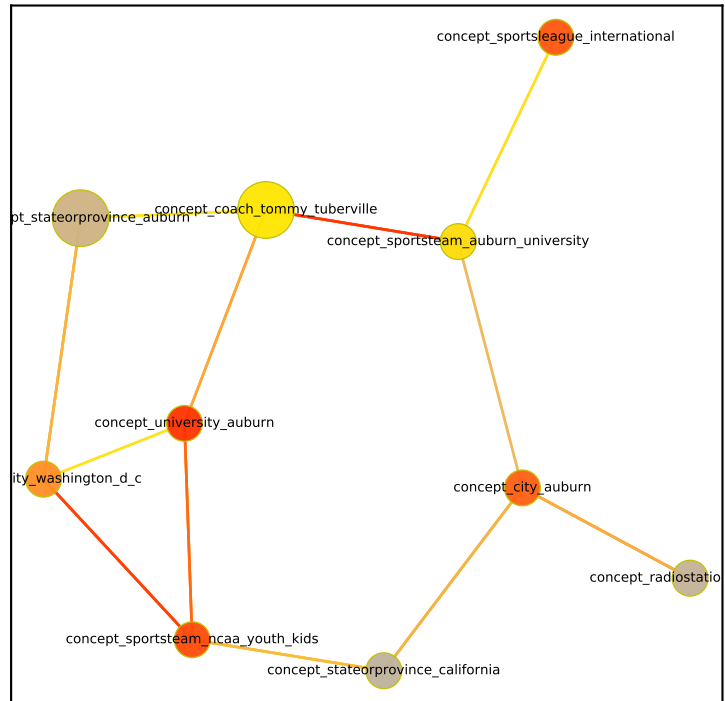 concept_sportsleague_international
concept_coach_tommy_tuberville
pt_stateorprovince_auburn
concept_sportsteam_auburn_university
concept_university_auburn
ity_washington_d_c
concept_city_auburn
concept_radiostatio
concept_sportsteam_ncaa_youth_kids
concept_stateorprovince_california